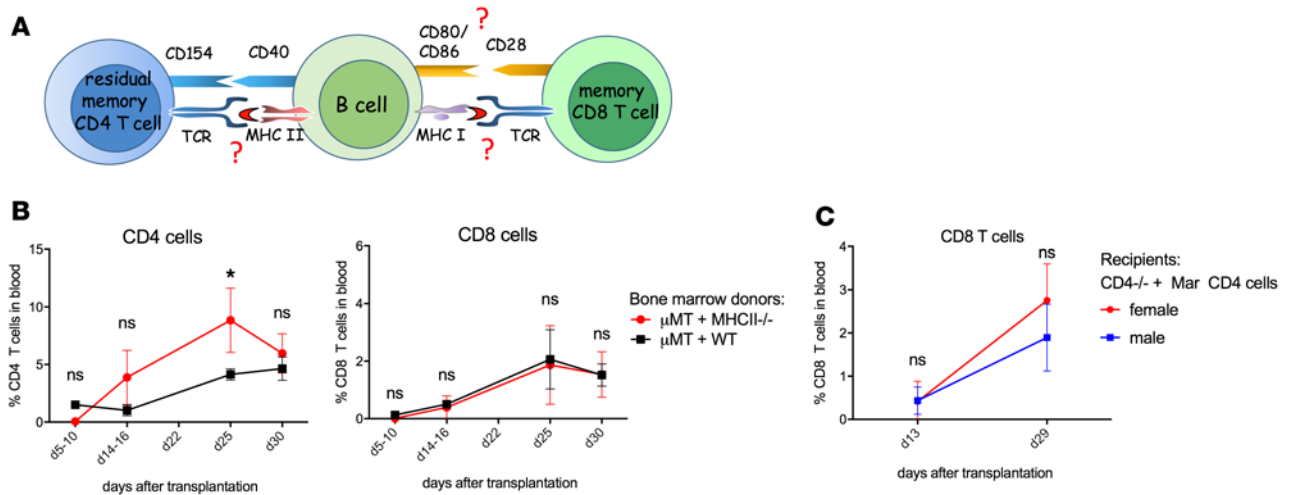 A
CD154
CD40
CD80/
CD86
?
CD28
residual
memory
CD4 T cell
B cell
memory
CD8 T cell
TCR
MHC II
MHC I
TCR
?
?
B
CD4 cells
% CD4 T cells in blood
15
10
5
0
ns
ns
*
ns
d5-10
d14-16
d22
d25
d30
days after transplantation
CD8 cells
% CD8 T cells in blood
6
4
2
0
ns
ns
ns
ns
d5-10
d14-16
d22
d25
d30
days after transplantation
Bone marrow donors:
μMT + MHCII-/-
μMT + WT
C
CD8 T cells
% CD8 T cells in blood
4
3
2
1
0
ns
ns
d13
d29
days after transplantation
Recipients:
CD4-/- + Mar CD4 cells
female
male